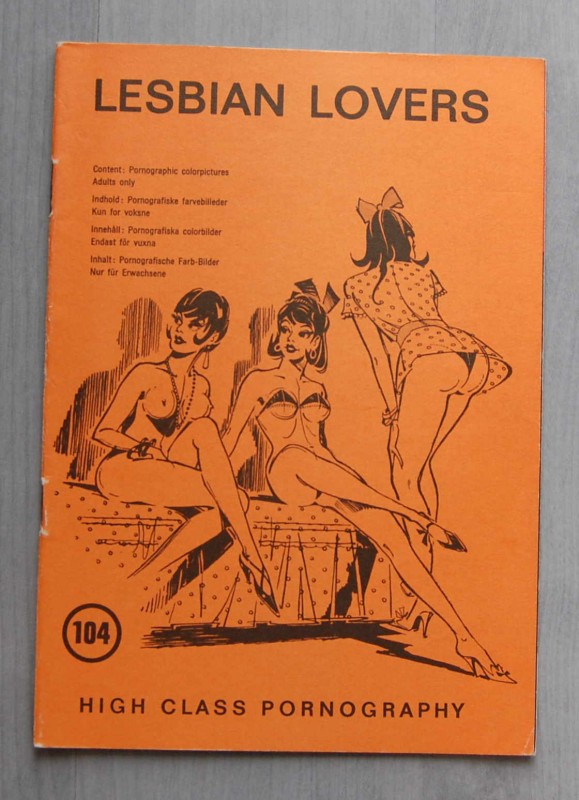 LESBIAN LOVERS
Content: Pornographic colorpictures
Adults only
Indhold: Pornografiske farvebilleder
Kun for voksne
Innehåll: Pornografiska colorbilder
Endast för vuxna
Inhalt: Pornografische Farb-Bilder
Nur für Erwachsene
104
HIGH CLASS PORNOGRAPHY